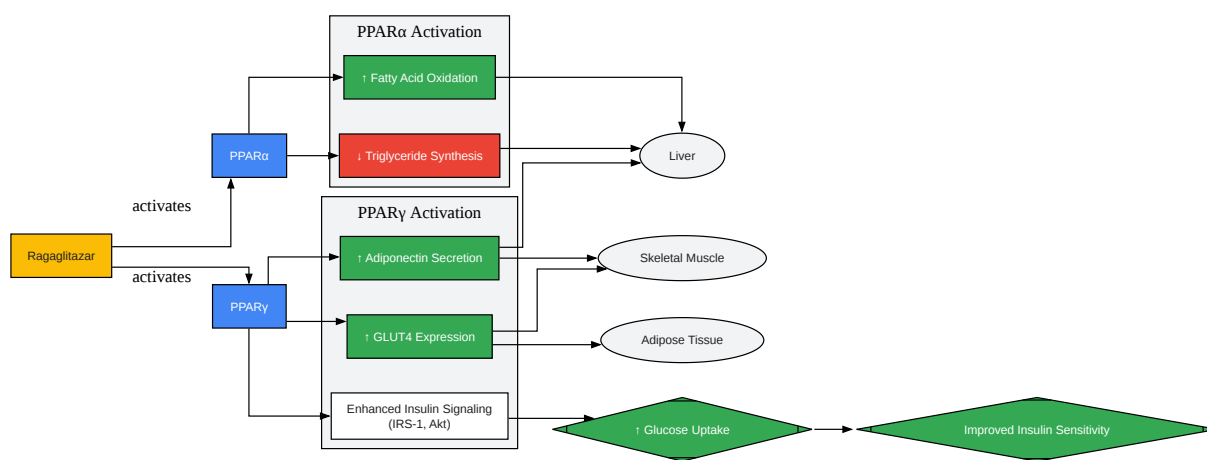 PPARα Activation
↑ Fatty Acid Oxidation
PPARα
↓ Triglyceride Synthesis
Liver
activates
PPARγ Activation
Ragaglitazar
↑ Adiponectin Secretion
Skeletal Muscle
activates
PPARγ
↑ GLUT4 Expression
Adipose Tissue
Enhanced Insulin Signaling
(IRS-1, Akt)
↑ Glucose Uptake
Improved Insulin Sensitivity